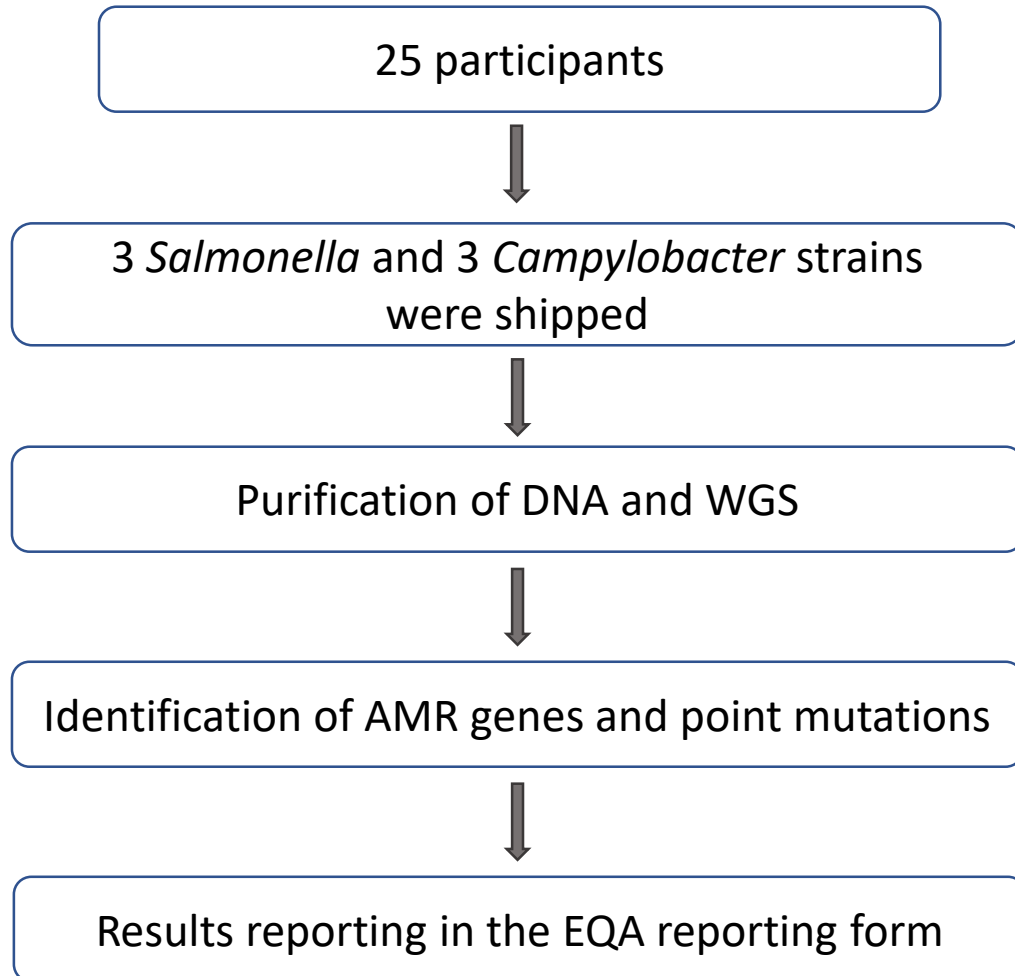 25 participants
3 Salmonella and 3 Campylobacter strains
were shipped
Purification of DNA and WGS
Identification of AMR genes and point mutations
Results reporting in the EQA reporting form